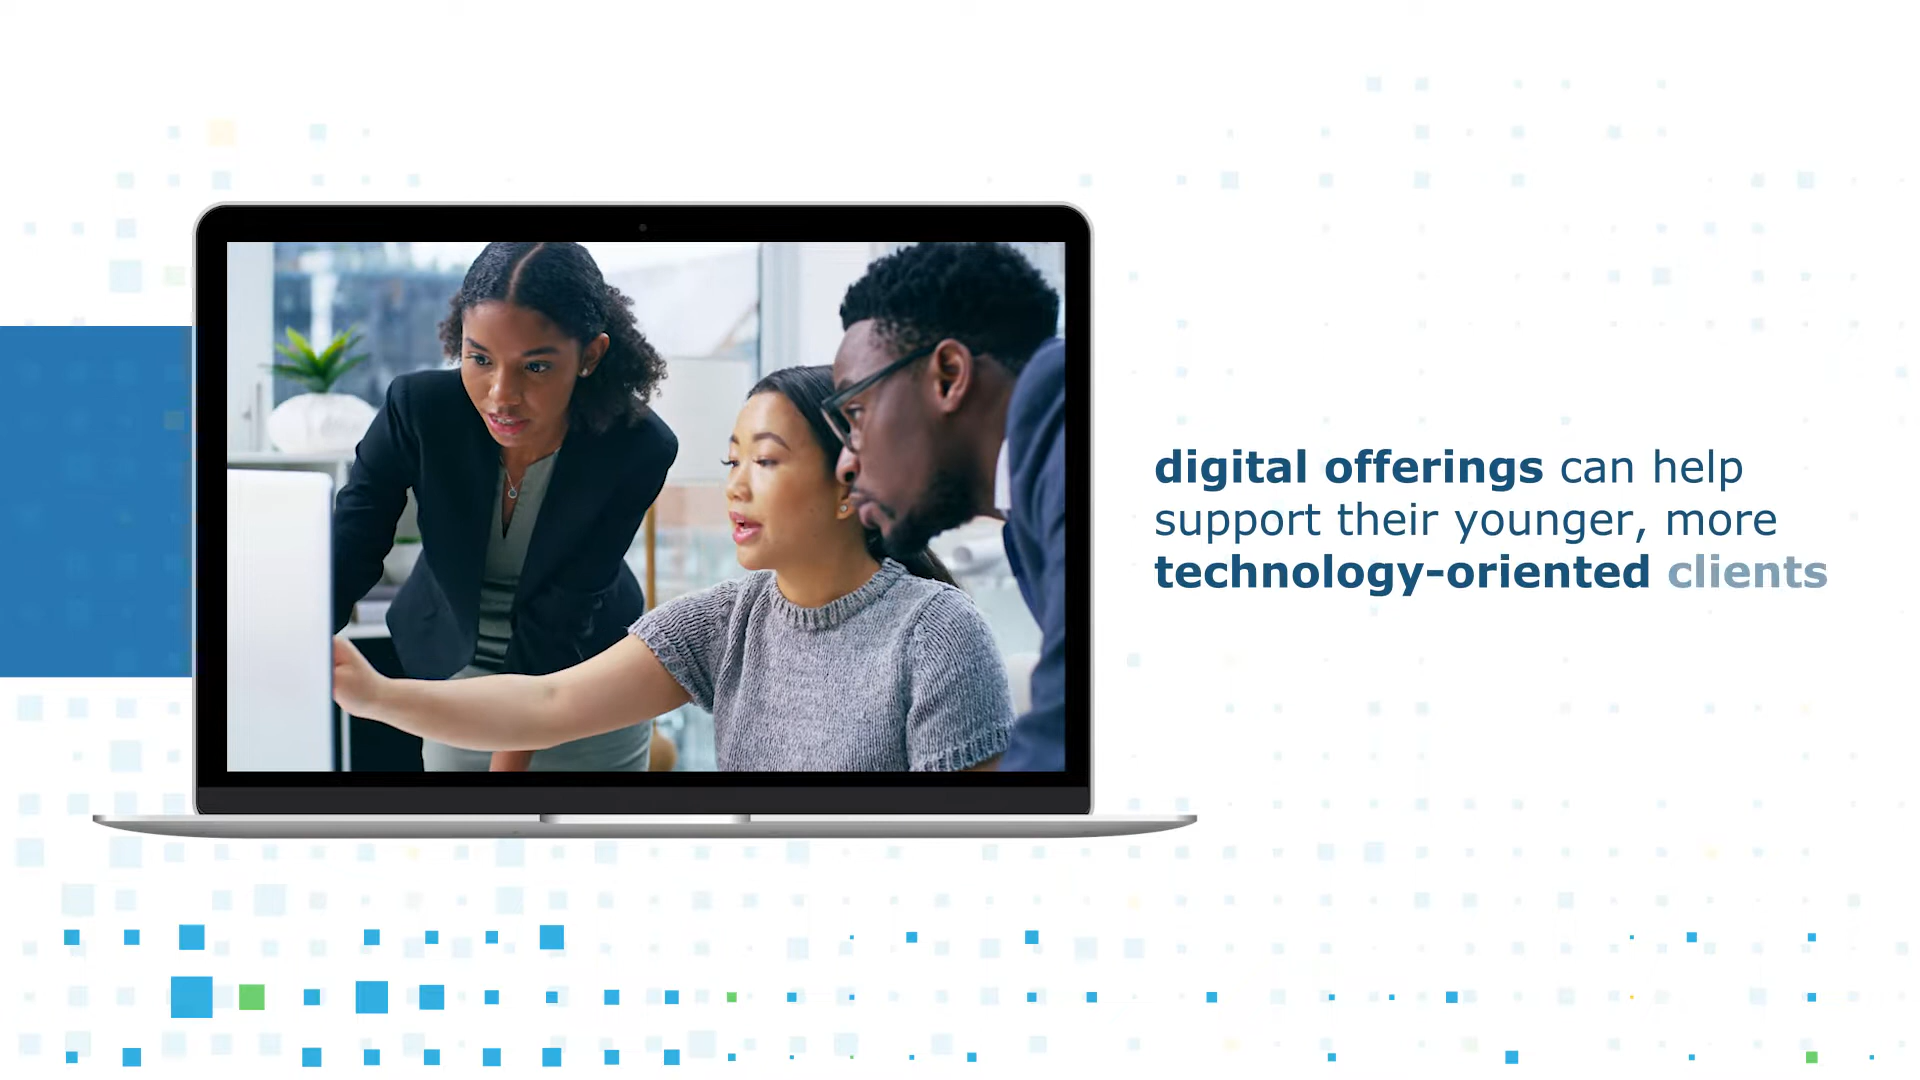 digital offerings can help
support their younger, more
technology-oriented clients